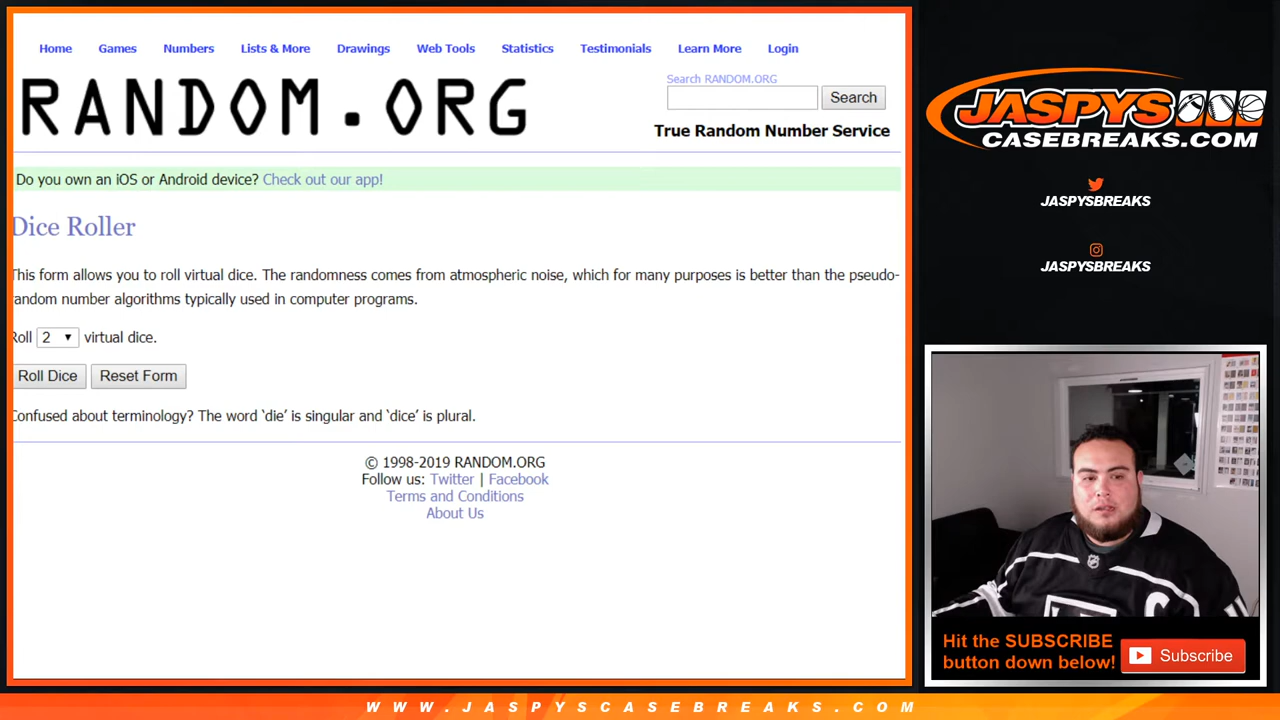 Home Games Numbers Lists & More Drawings Web Tools Statistics Testimonials Learn More Login
RANDOM.ORG
Search RANDOM.ORG
Search
True Random Number Service
Do you own an iOS or Android device? Check out our app!
Dice Roller
This form allows you to roll virtual dice. The randomness comes from atmospheric noise, which for many purposes is better than the pseudo-
random number algorithms typically used in computer programs.
Roll 2 virtual dice.
Roll Dice Reset Form
Confused about terminology? The word ‘die’ is singular and ‘dice’ is plural.
© 1998-2019 RANDOM.ORG
Follow us: Twitter | Facebook
Terms and Conditions
About Us
JASPYS
CASEBREAKS.COM
JASPYSBREAKS
JASPYSBREAKS
C
Hit the SUBSCRIBE
button down below!
Subscribe
WWW.JASPYSCASEBREAKS.COM